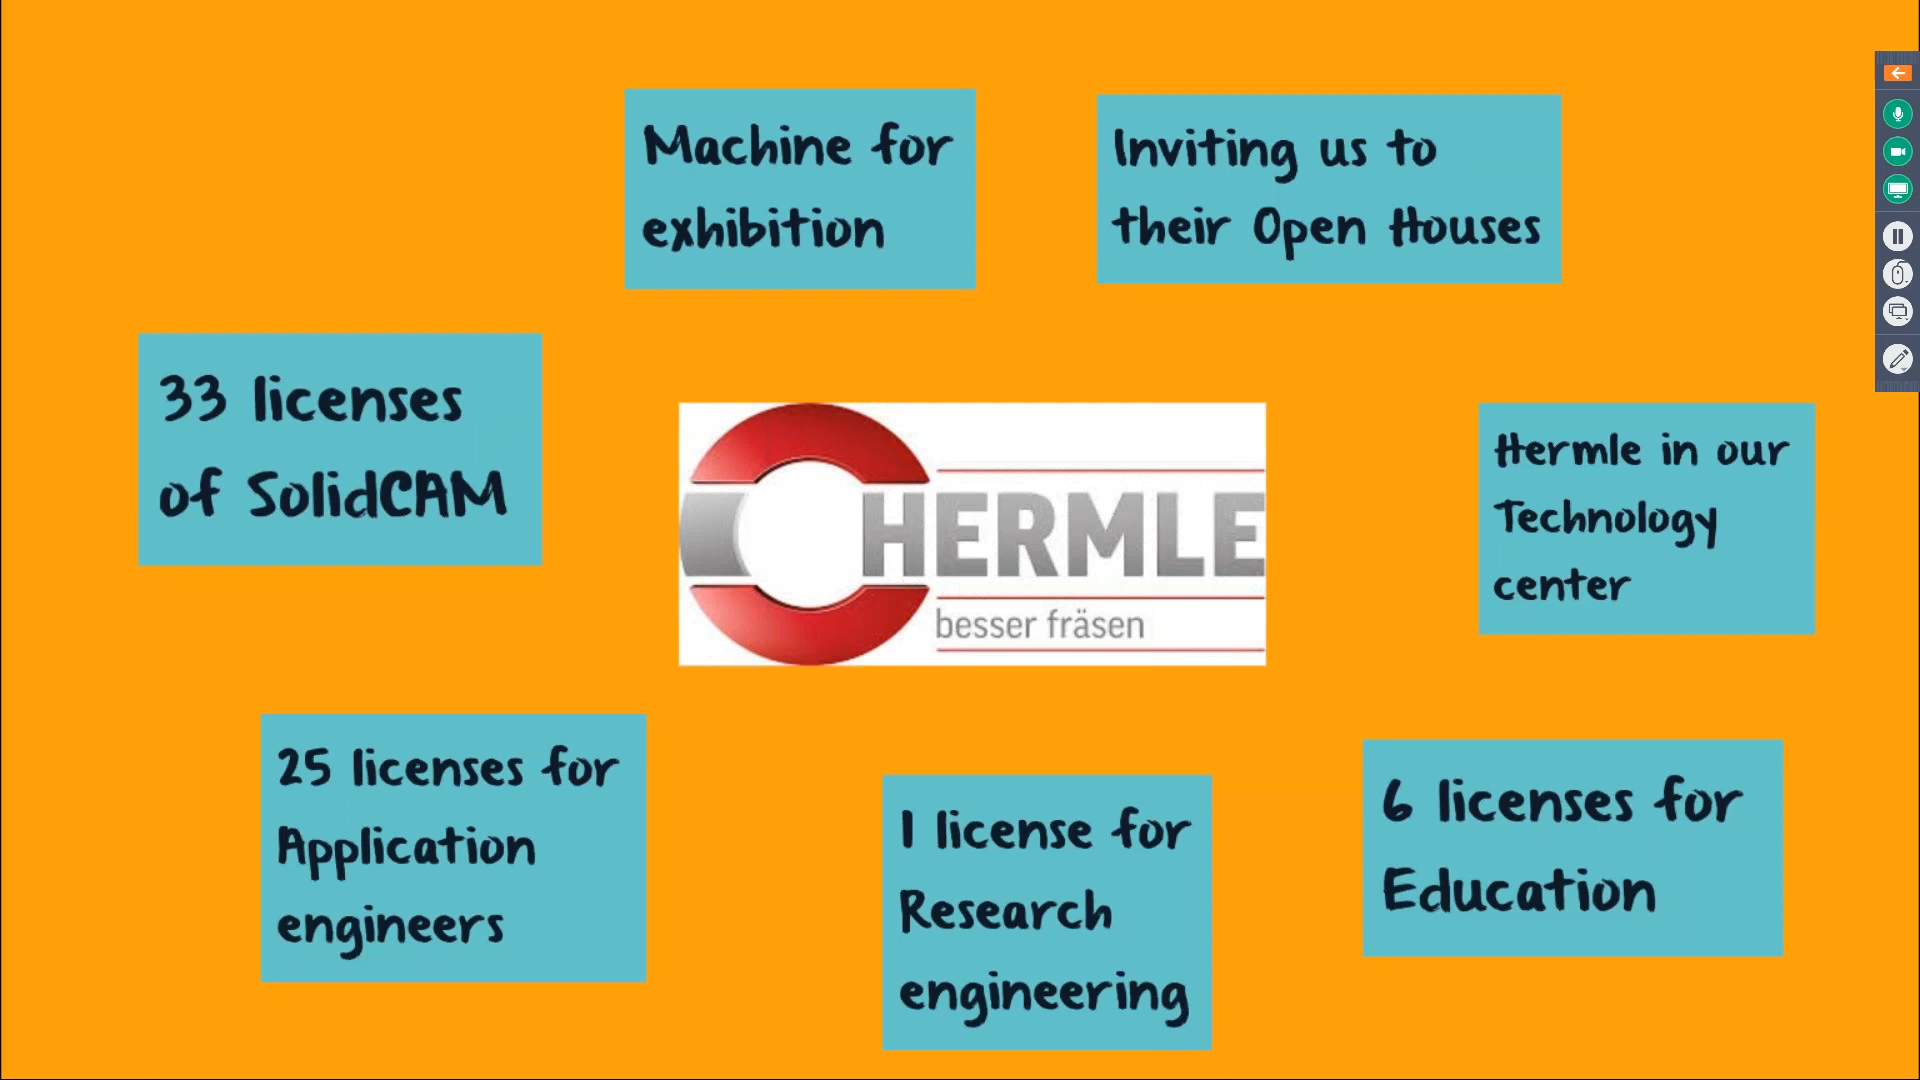 Machine for
exhibition
Inviting us to
their Open Houses
33 licenses
of SolidCAM
HERMLE
besser fräsen
Hermle in our
Technology
center
25 licenses for
Application
engineers
1 license for
Research
engineering
6 licenses for
Education